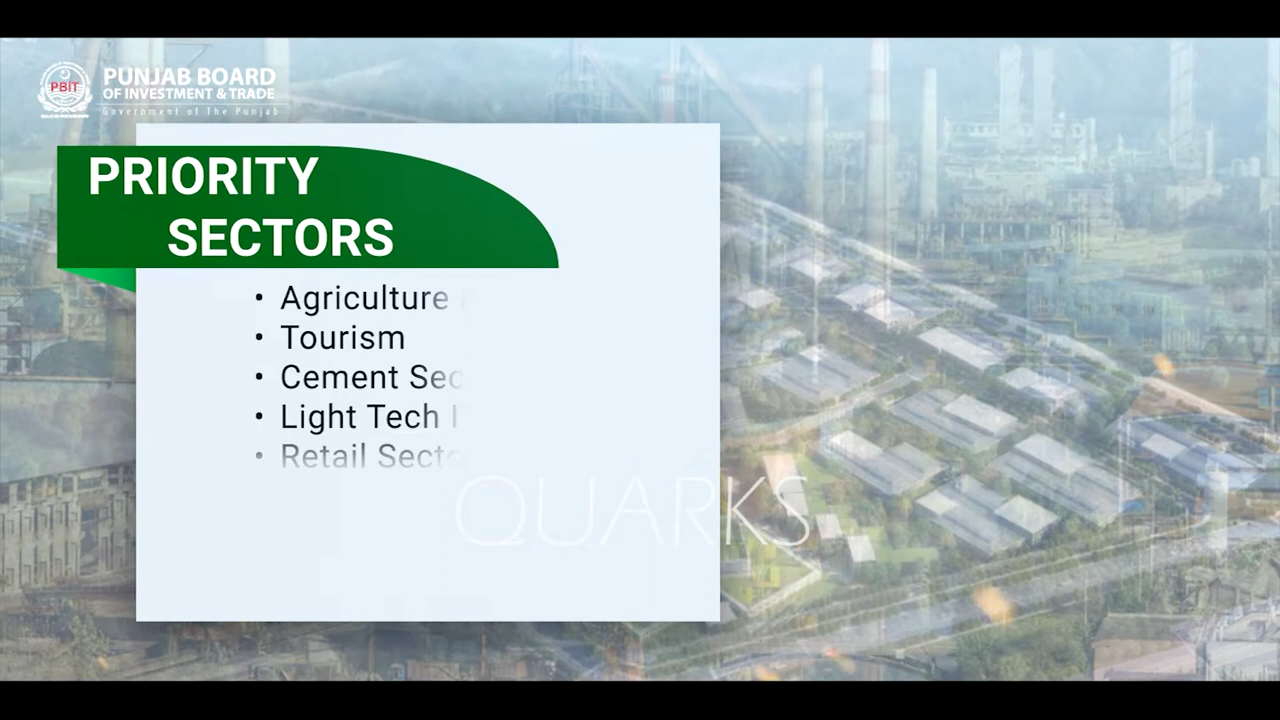 PBIT
PUNJAB BOARD
OF INVESTMENT & TRADE
Government of The Punjab
PRIORITY
SECTORS
• Agriculture
• Tourism
• Cement Sec
• Light Tech
• Retail Secto
QUARKS